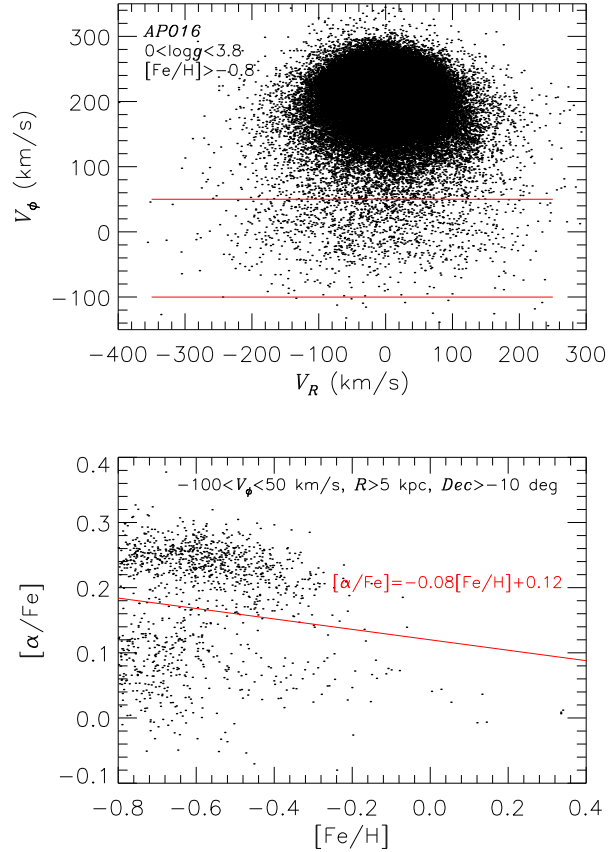 APO16
0<logg<3.8
[Fe/H]>−0.8
300
200
100
0
−100
Vϕ (km/s)
−400 −300 −200 −100 0 100 200 300
V_R (km/s)
−100<Vϕ<50 km/s, R>5 kpc, Dec>−10 deg
[α/Fe]=−0.08[Fe/H]+0.12
0.4
0.3
0.2
0.1
0.0
−0.1
[α/Fe]
−0.8 −0.6 −0.4 −0.2 0.0 0.2 0.4
[Fe/H]